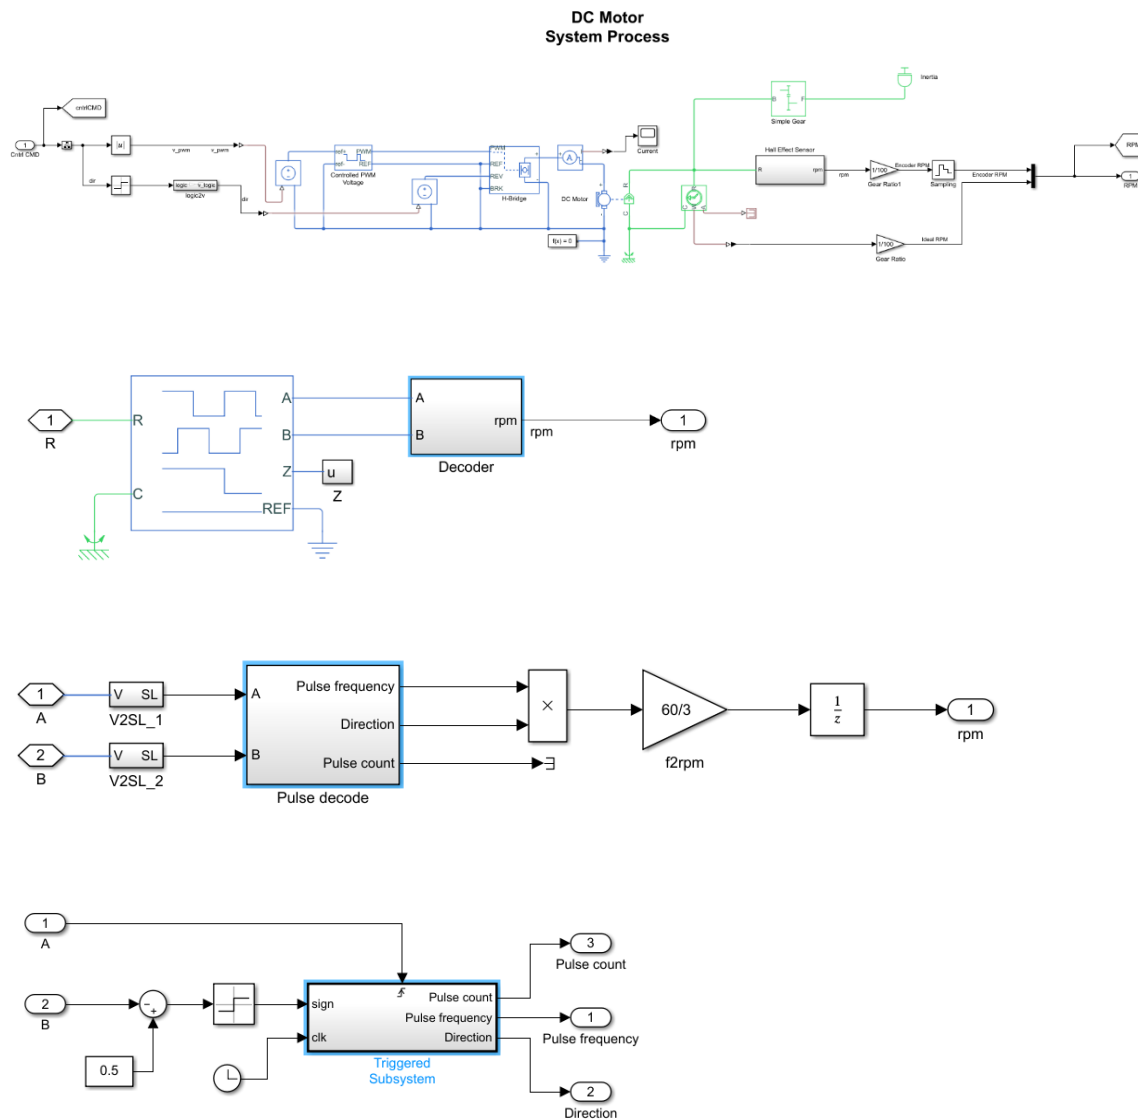 DC Motor
System Process
cntrlCMD
1
Cntrl CMD
|u|
v_pwm
v_pwm
dir
logic
v_logic
logic2v
dir
ref+
PWM
ref-
REF
Controlled PWM
Voltage
PWM
REF
REV
BRK
H-Bridge
A
Current
DC Motor
f(x) = 0
R
C
B
F
Simple Gear
Inertia
Hall Effect Sensor
R
rpm
rpm
1/100
Gear Ratio1
Encoder RPM
Sampling
Encoder RPM
1/100
Gear Ratio
Ideal RPM
RPM
1
RPM
1
R
R
C
A
B
Z
REF
u
Z
A
B
rpm
Decoder
rpm
1
rpm
1
A
V SL
V2SL_1
2
B
V SL
V2SL_2
A
B
Pulse frequency
Direction
Pulse count
Pulse decode
×
60/3
f2rpm
1
z
1
rpm
1
A
2
B
0.5
sign
clk
Pulse count
Pulse frequency
Direction
Triggered
Subsystem
3
Pulse count
1
Pulse frequency
2
Direction